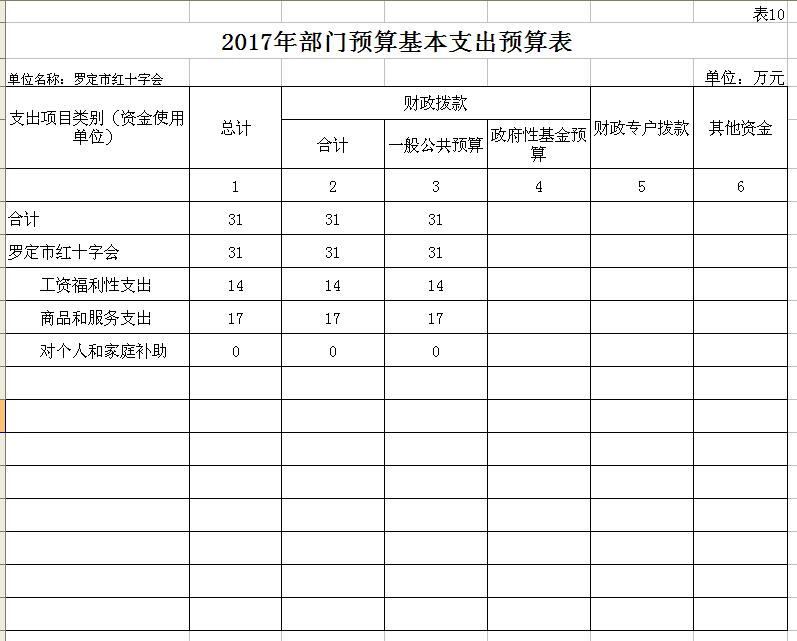 表10
2017年部门预算基本支出预算表
单位名称：罗定市红十字会 单位：万元
支出项目类别（资金使用单位） 总计 财政拨款 财政专户拨款 其他资金
合计 一般公共预算 政府性基金预算
1 2 3 4 5 6
合计 31 31 31
罗定市红十字会 31 31 31
工资福利性支出 14 14 14
商品和服务支出 17 17 17
对个人和家庭补助 0 0 0